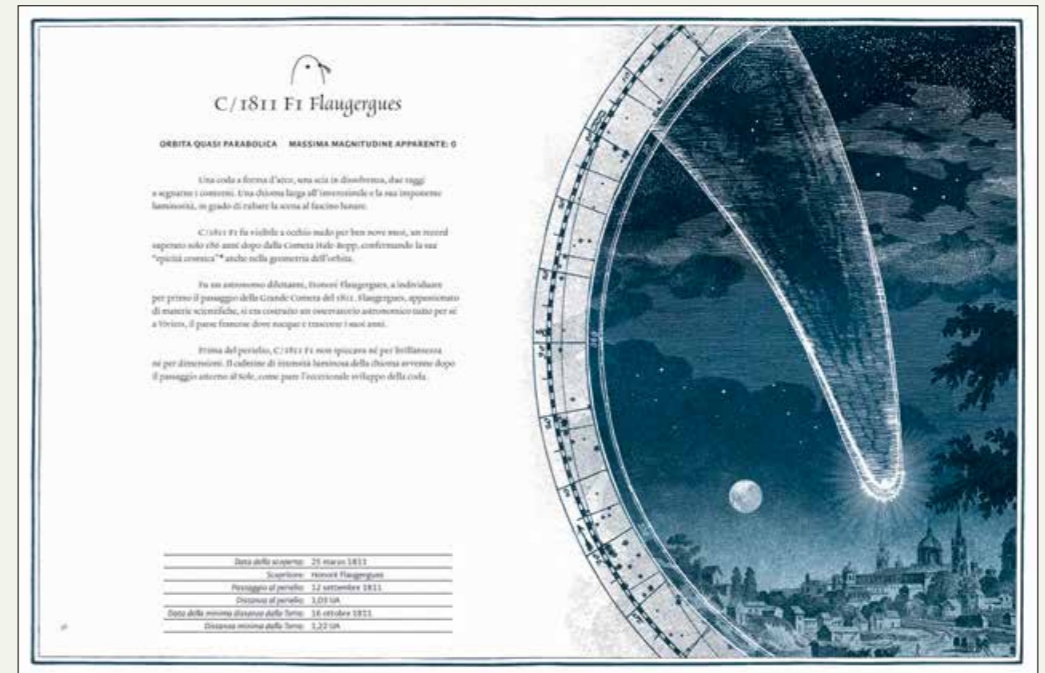 C/1811 F1 Flaugergues
ORBITA QUASI PARABOLICA MASSIMA MAGNITUDINE APPARENTE: 0
Una coda a forma d'arco, una scia in dissolvenza, due raggi
a segnarne i contorni. Una chioma larga all'inverosimile e la sua imponente
luminosità, in grado di rubare la scena al fascino lunare.
C/1811 F1 fu visibile a occhio nudo per ben nove mesi, un record
superato solo 186 anni dopo dalla Cometa Hale-Bopp, confermando la sua
"epicità cosmica" anche nella geometria dell'orbita.
Fu un astronomo dilettante, Honoré Flaugergues, a individuare
per primo il passaggio della Grande Cometa del 1811. Flaugergues, appassionato
di materie scientifiche, si era costruito un osservatorio astronomico tutto per sé
a Viviers, il paese francese dove nacque e trascorse i suoi anni.
Prima del perielio, C/1811 F1 non spiccava né per brillantezza
né per dimensioni. Il culmine di intensità luminosa della chioma avvenne dopo
il passaggio attorno al Sole, come pure l'eccezionale sviluppo della coda.
Data della scoperta: 25 marzo 1811
Scopritore: Honoré Flaugergues
Passaggio al perielio: 12 settembre 1811
Distanza al perielio: 1,03 UA
Data della minima distanza dalla Terra: 16 ottobre 1811
Distanza minima dalla Terra: 1,22 UA